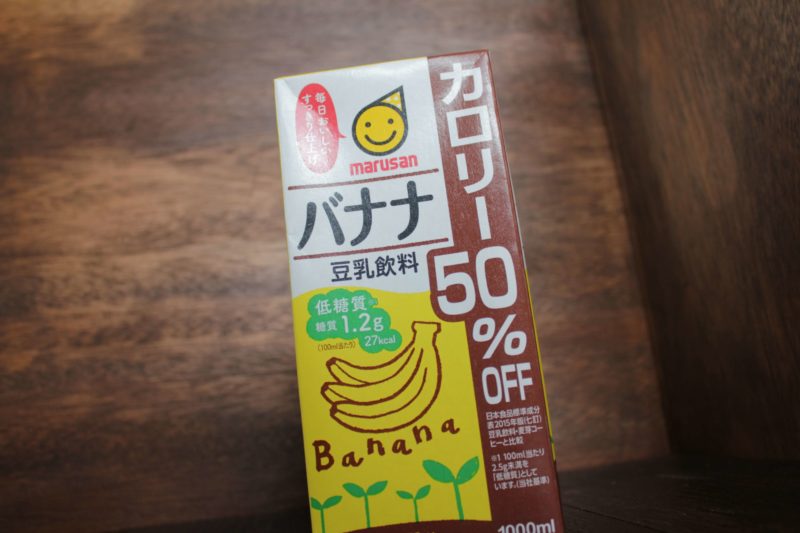 毎日おいしい
すっきり仕上げ
marusan
バナナ
豆乳飲料
カロリー
50
%
OFF
低糖質※1
糖質1.2g
(100ml当たり) 27kcal
Banana
日本食品標準成分
表2015年版(七訂)
豆乳飲料・麦芽コー
ヒーと比較
※1 100ml当たり
2.5g未満を
「低糖質」として
います。(当社基準)
1000ml